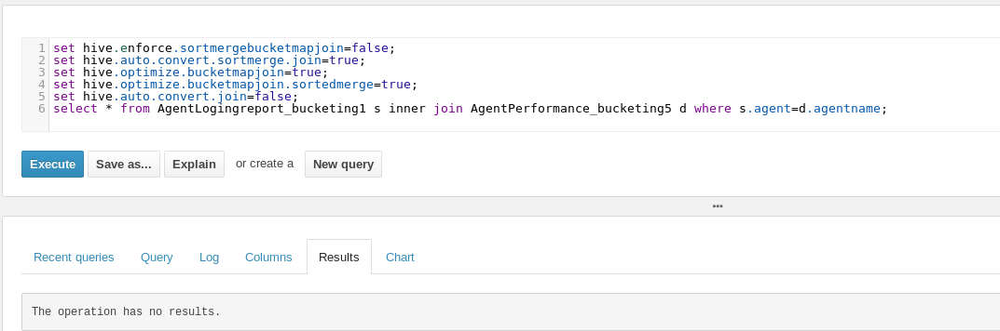 1 set hive.enforce.sortmergebucketmapjoin=false;
2 set hive.auto.convert.sortmerge.join=true;
3 set hive.optimize.bucketmapjoin=true;
4 set hive.optimize.bucketmapjoin.sortedmerge=true;
5 set hive.auto.convert.join=false;
6 select * from AgentLogingreport_bucketing1 s inner join AgentPerformance_bucketing5 d where s.agent=d.agentname;
Execute Save as... Explain or create a New query
Recent queries Query Log Columns Results Chart
The operation has no results.